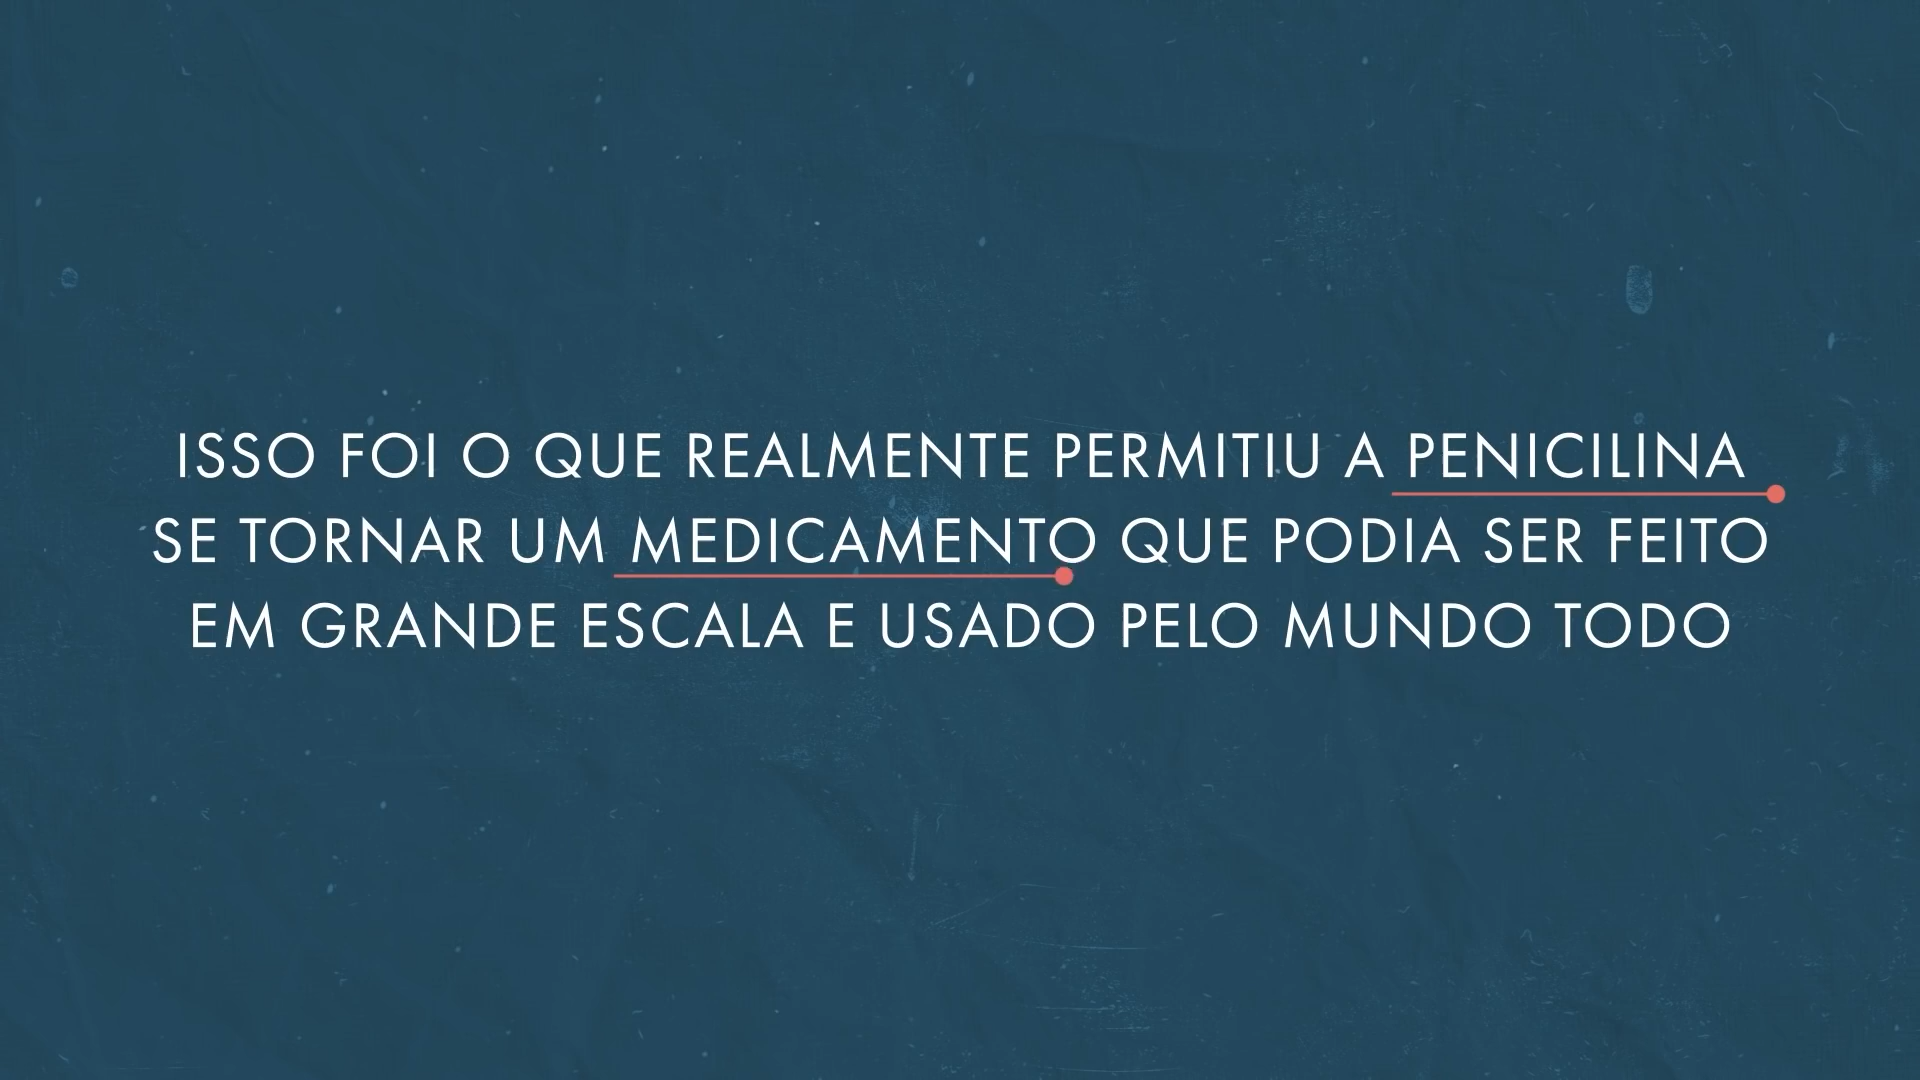 ISSO FOI O QUE REALMENTE PERMITIU A PENICILINA
SE TORNAR UM MEDICAMENTO QUE PODIA SER FEITO
EM GRANDE ESCALA E USADO PELO MUNDO TODO